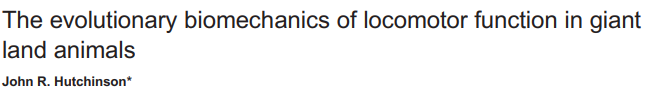 The evolutionary biomechanics of locomotor function in giant
land animals
John R. Hutchinson*